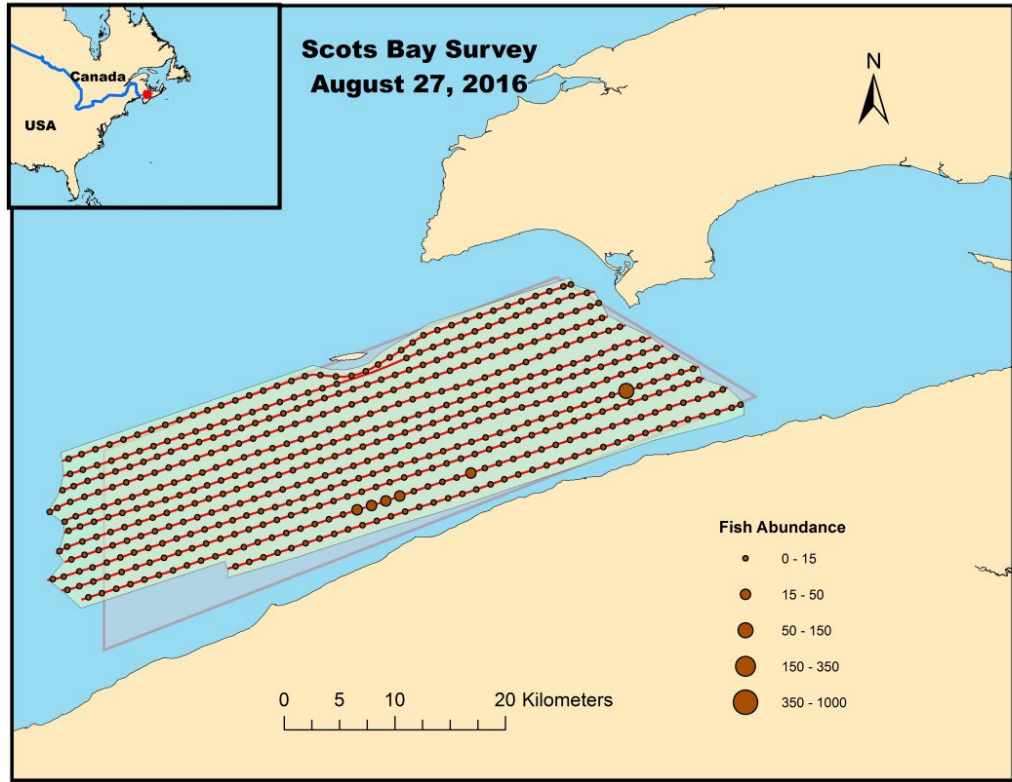 Canada
USA
Scots Bay Survey
August 27, 2016
N
Fish Abundance
0 - 15
15 - 50
50 - 150
150 - 350
350 - 1000
0 5 10 20 Kilometers